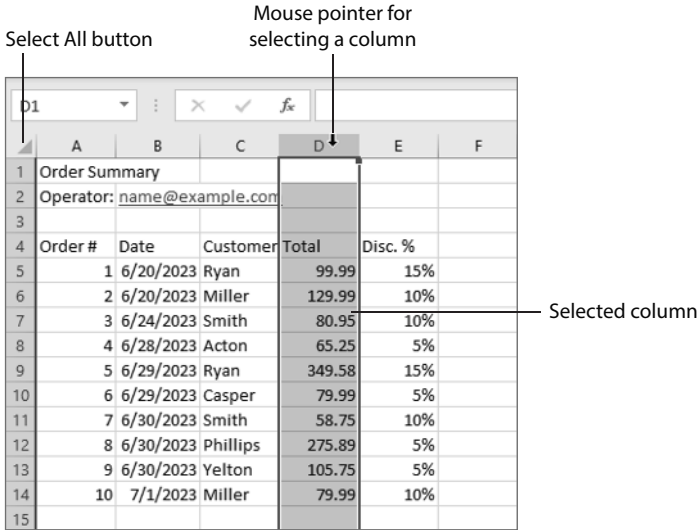 Mouse pointer for
selecting a column
Select All button
D1 fx
A B C D E F
1 Order Summary
2 Operator: name@example.com
3
4 Order # Date Customer Total Disc. %
5 1 6/20/2023 Ryan 99.99 15%
6 2 6/20/2023 Miller 129.99 10%
7 3 6/24/2023 Smith 80.95 10%
8 4 6/28/2023 Acton 65.25 5%
9 5 6/29/2023 Ryan 349.58 15%
10 6 6/29/2023 Casper 79.99 5%
11 7 6/30/2023 Smith 58.75 10%
12 8 6/30/2023 Phillips 275.89 5%
13 9 6/30/2023 Yelton 105.75 5%
14 10 7/1/2023 Miller 79.99 10%
15
Selected column